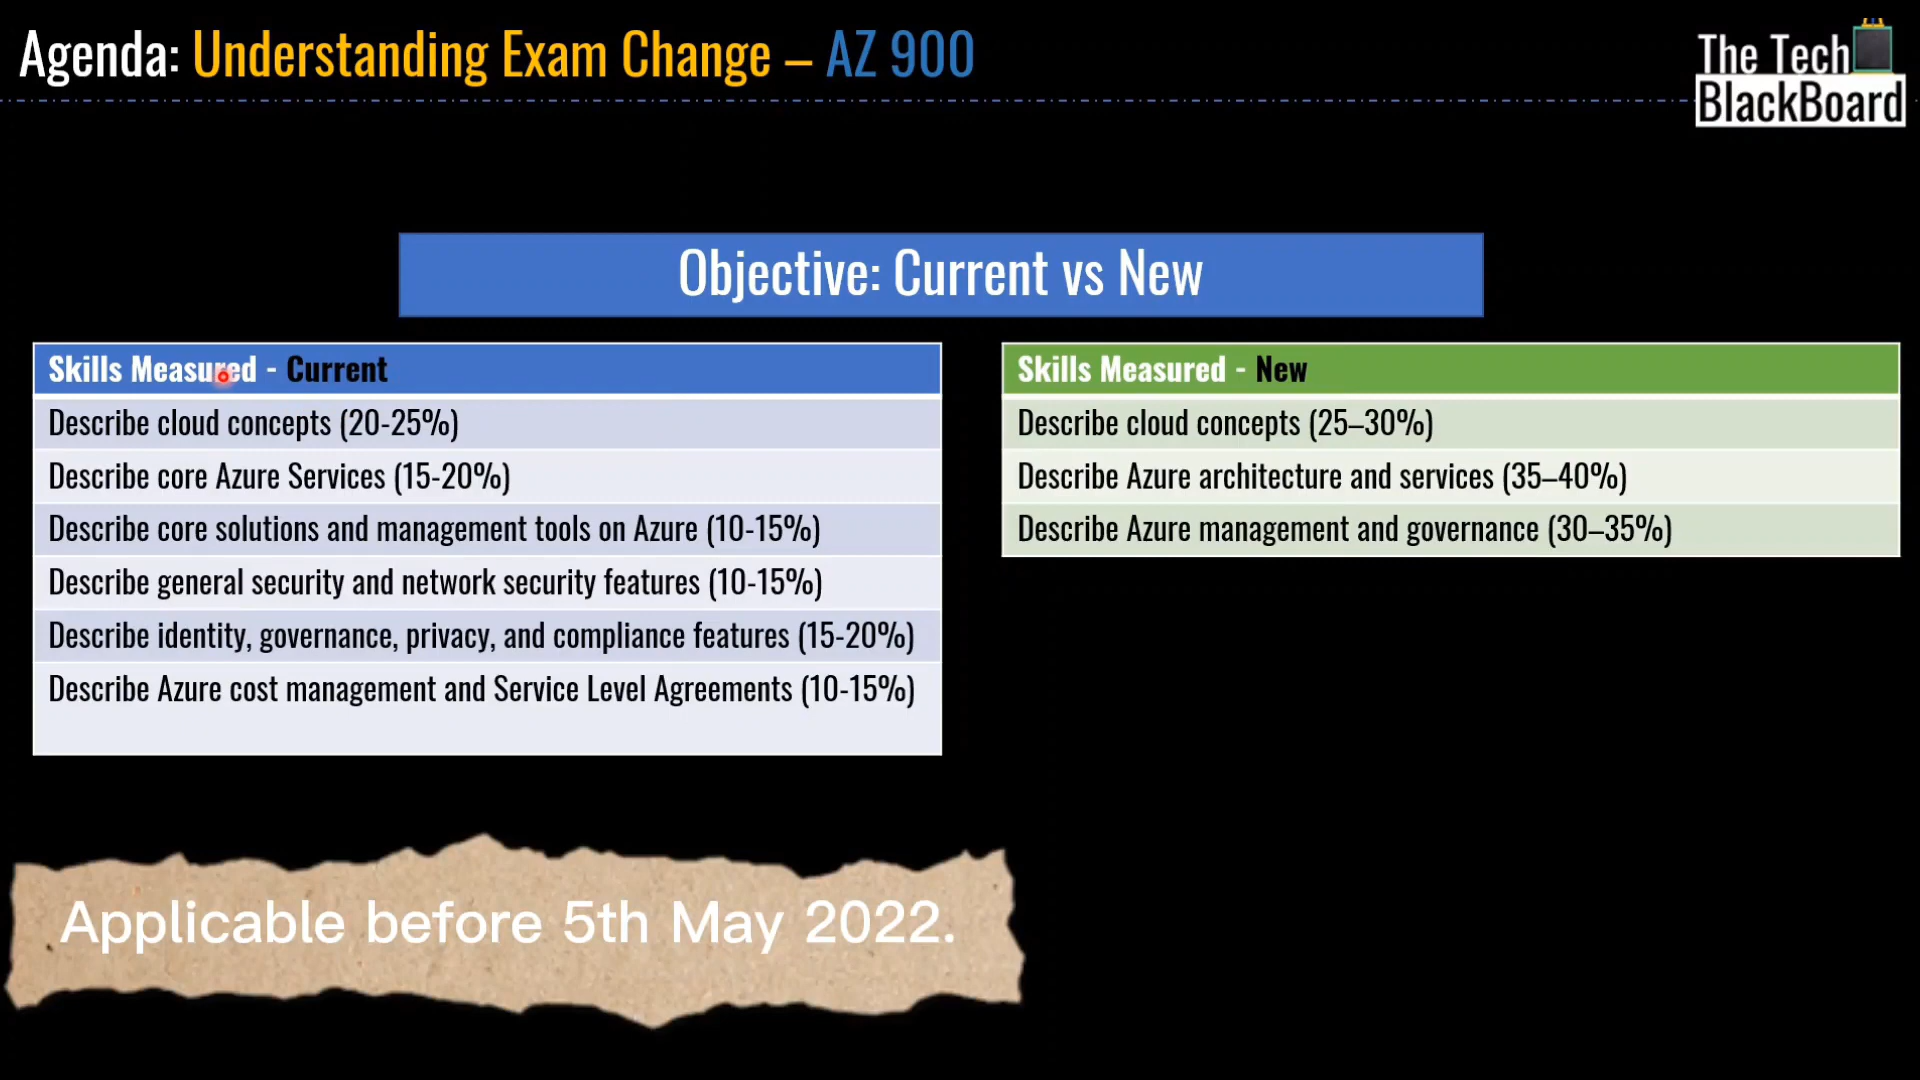 Agenda: Understanding Exam Change – AZ 900
The Tech
BlackBoard
Objective: Current vs New
Skills Measured - Current
Describe cloud concepts (20-25%)
Describe core Azure Services (15-20%)
Describe core solutions and management tools on Azure (10-15%)
Describe general security and network security features (10-15%)
Describe identity, governance, privacy, and compliance features (15-20%)
Describe Azure cost management and Service Level Agreements (10-15%)
Skills Measured - New
Describe cloud concepts (25–30%)
Describe Azure architecture and services (35–40%)
Describe Azure management and governance (30–35%)
Applicable before 5th May 2022.